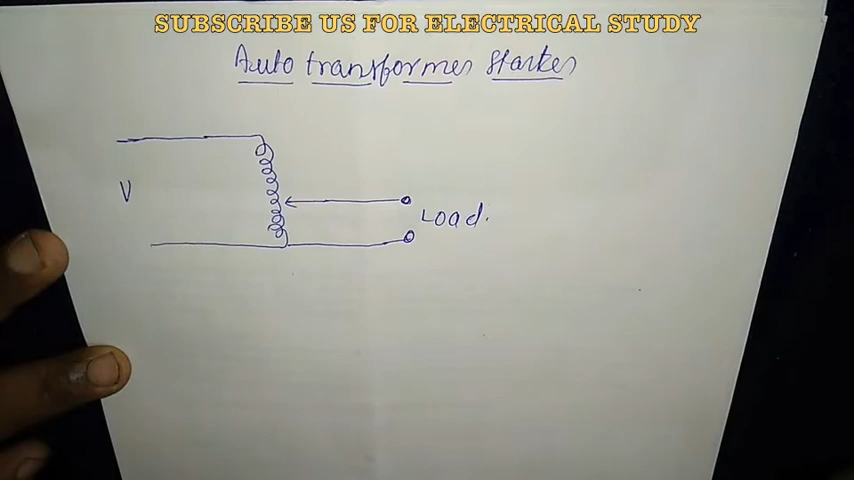 SUBSCRIBE US FOR ELECTRICAL STUDY
Auto transformer starter
V
Load.